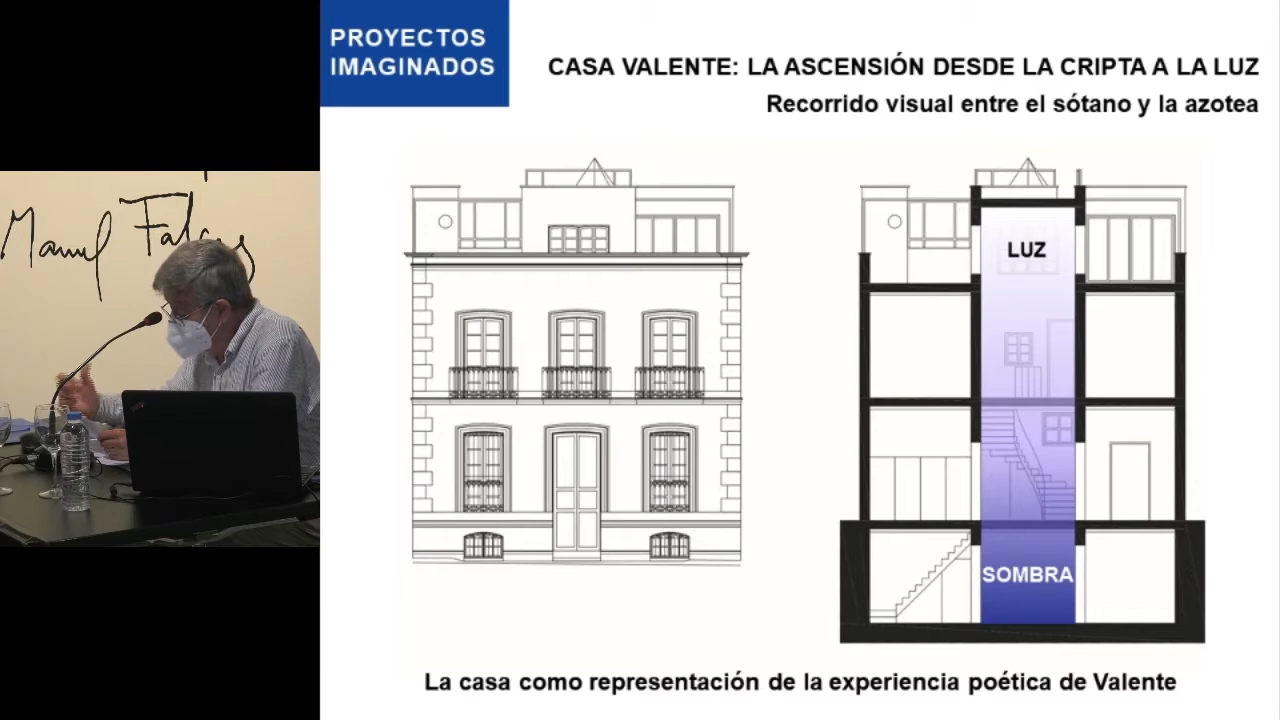 PROYECTOS
IMAGINADOS
CASA VALENTE: LA ASCENSIÓN DESDE LA CRIPTA A LA LUZ
Recorrido visual entre el sótano y la azotea
Manuel
LUZ
SOMBRA
La casa como representación de la experiencia poética de Valente